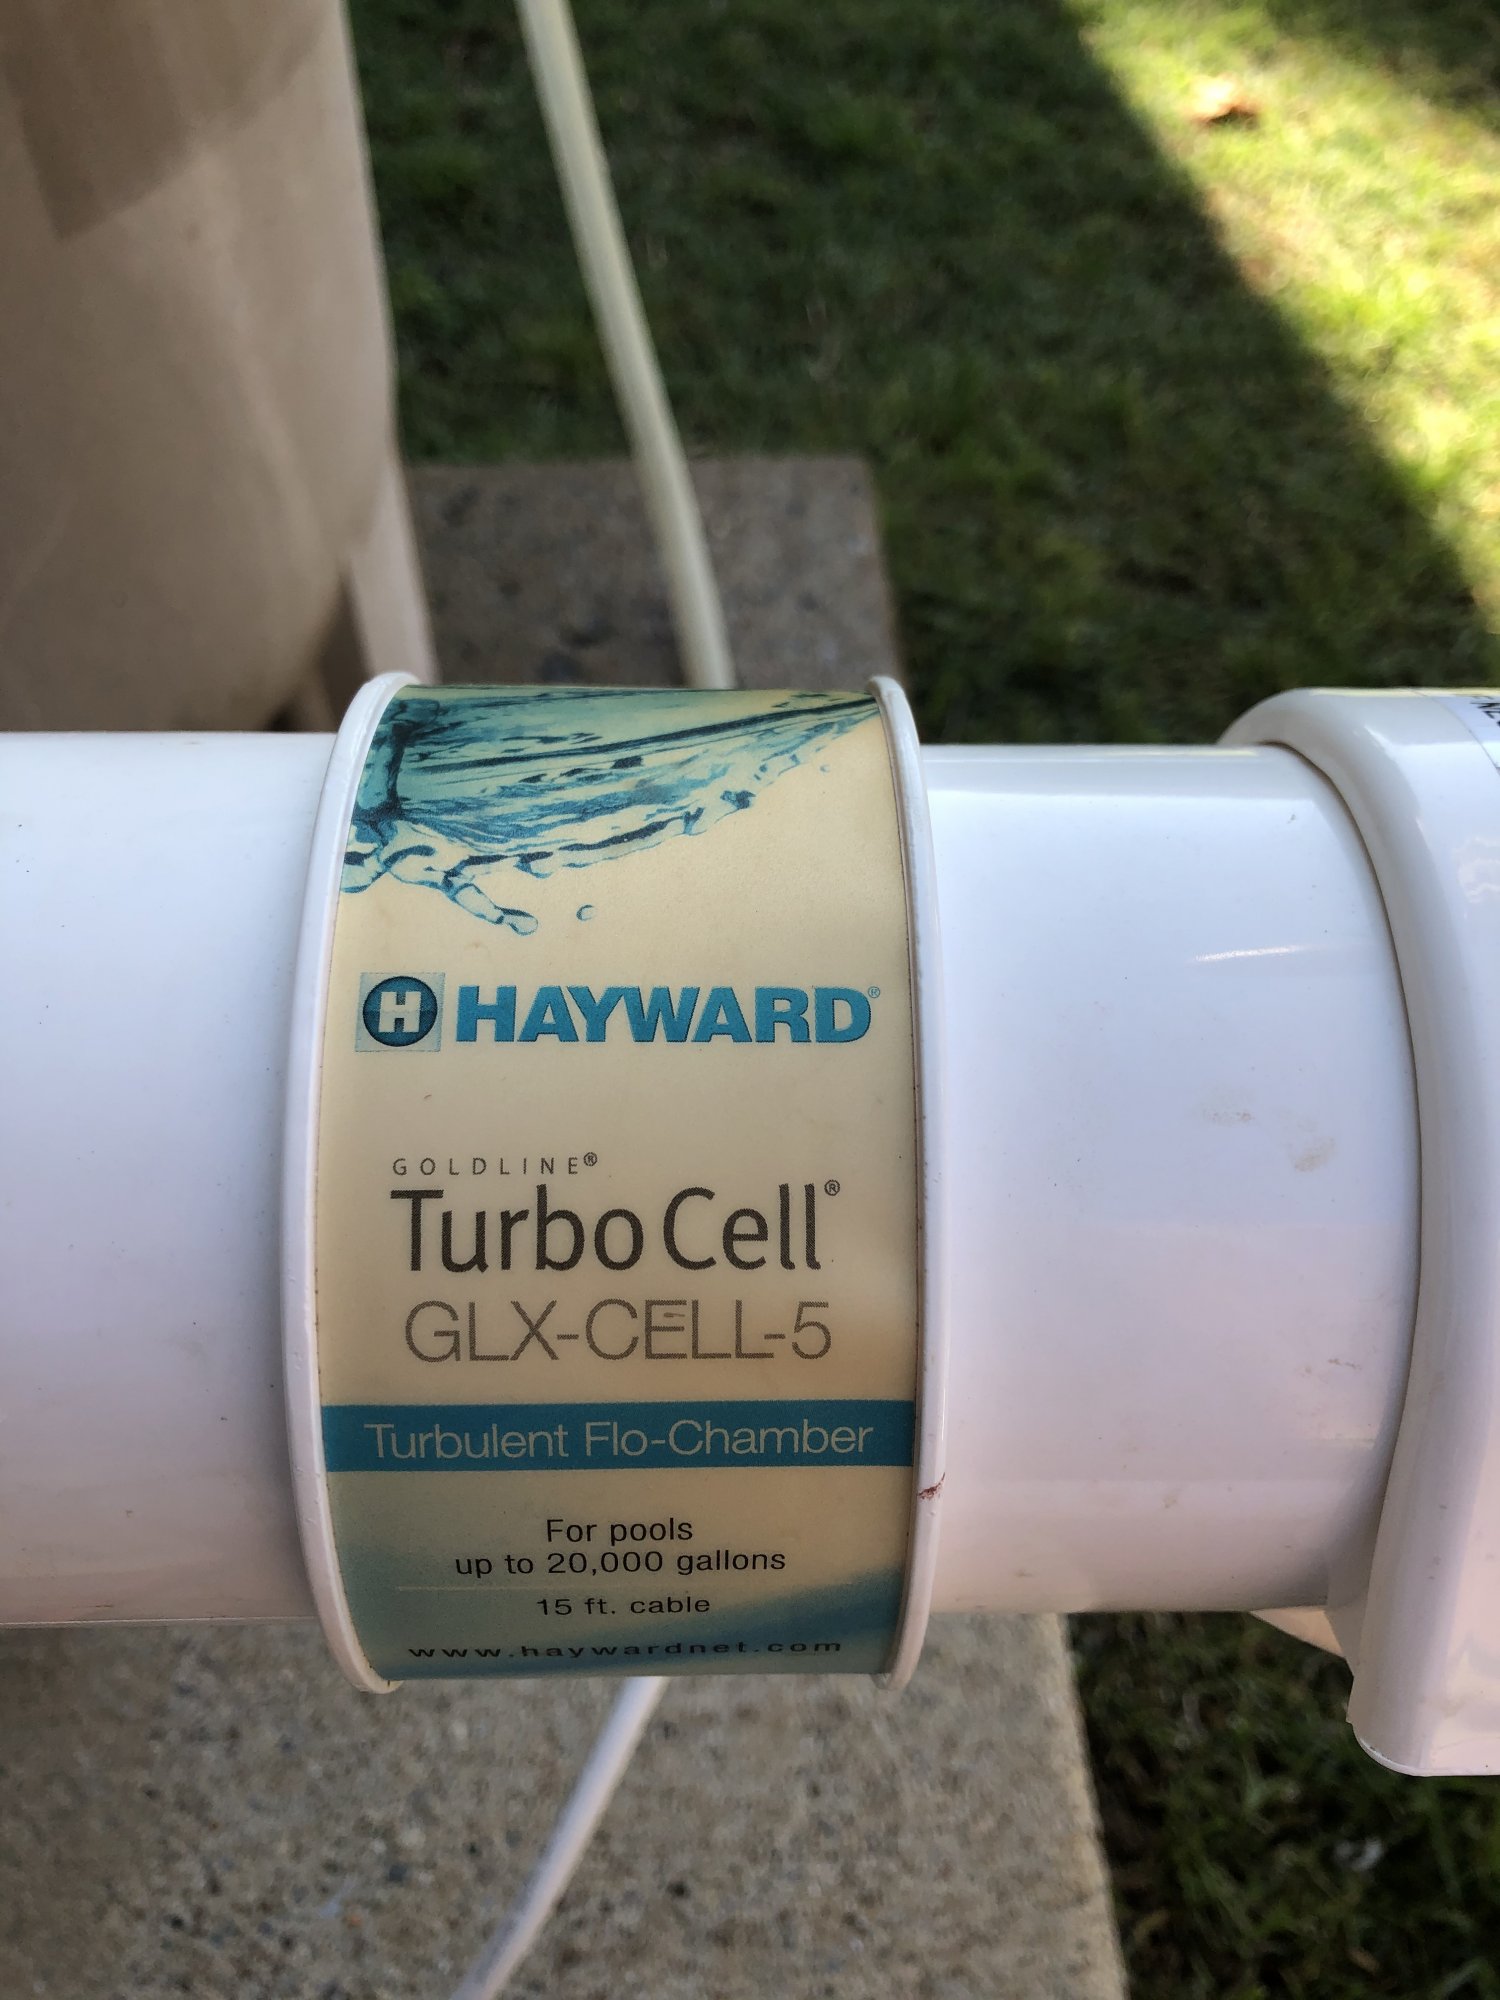 H HAYWARD®
GOLDLINE®
Turbo Cell®
GLX-CELL-5
Turbulent Flo-Chamber
For pools
up to 20,000 gallons
15 ft. cable
www.haywardnet.com